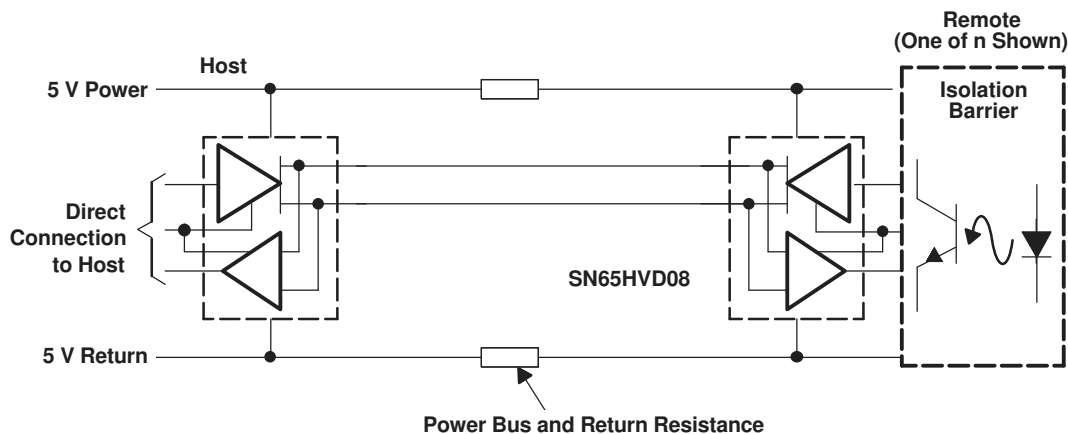 Remote
(One of n Shown)
Host
5 V Power
Isolation
Barrier
Direct
Connection
to Host
SN65HVD08
5 V Return
Power Bus and Return Resistance